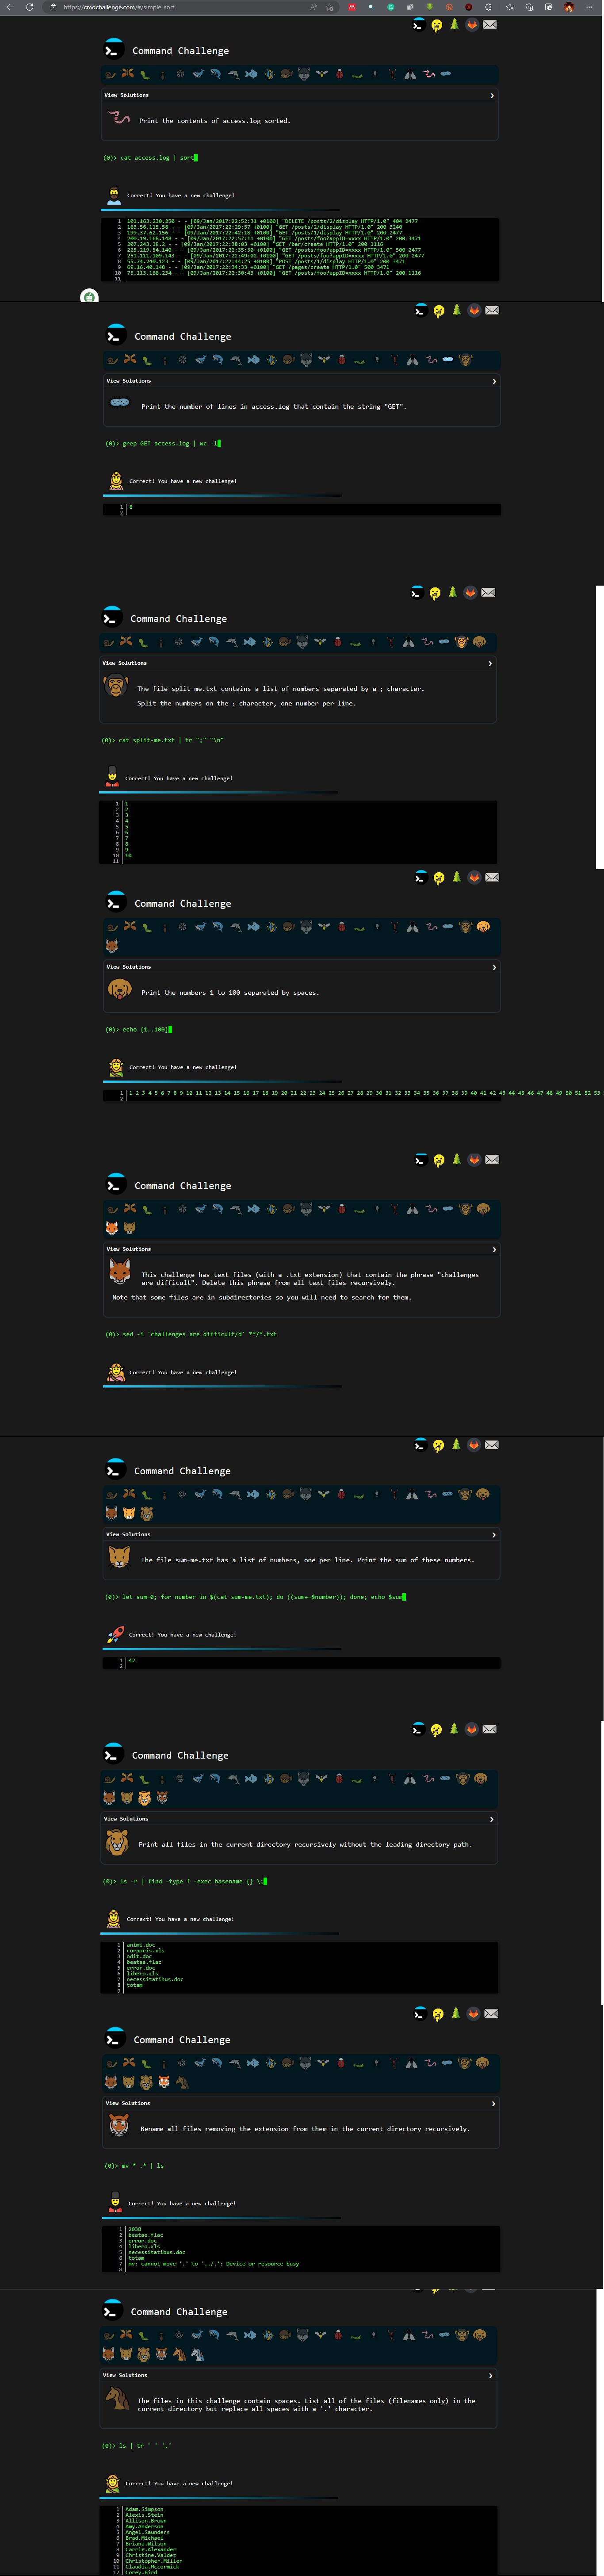 https://cmdchallenge.com/#/simple_sort
Command Challenge
View Solutions
Print the contents of access.log sorted.
(0)> cat access.log | sort
Correct! You have a new challenge!
1 101.163.230.250 - - [09/Jan/2017:22:52:31 +0100] "DELETE /posts/2/display HTTP/1.0" 404 2477
2 163.56.115.58 - - [09/Jan/2017:22:29:57 +0100] "GET /posts/2/display HTTP/1.0" 200 3240
3 199.37.62.156 - - [09/Jan/2017:22:42:18 +0100] "GET /posts/1/display HTTP/1.0" 200 2477
4 200.19.168.148 - - [09/Jan/2017:22:57:11 +0100] "GET /posts/foo?appID=xxxx HTTP/1.0" 200 3471
5 207.243.19.2 - - [09/Jan/2017:22:38:03 +0100] "GET /bar/create HTTP/1.0" 200 1116
6 225.219.54.140 - - [09/Jan/2017:22:35:30 +0100] "GET /posts/foo?appID=xxxx HTTP/1.0" 500 2477
7 251.111.109.143 - - [09/Jan/2017:22:49:02 +0100] "GET /posts/foo?appID=xxxx HTTP/1.0" 200 2477
8 55.74.240.123 - - [09/Jan/2017:22:44:25 +0100] "POST /posts/1/display HTTP/1.0" 200 3471
9 69.16.40.148 - - [09/Jan/2017:22:34:33 +0100] "GET /pages/create HTTP/1.0" 500 3471
10 75.113.188.234 - - [09/Jan/2017:22:30:43 +0100] "GET /posts/foo?appID=xxxx HTTP/1.0" 200 1116
11
Command Challenge
View Solutions
Print the number of lines in access.log that contain the string "GET".
(0)> grep GET access.log | wc -l
Correct! You have a new challenge!
1 8
2
Command Challenge
View Solutions
The file split-me.txt contains a list of numbers separated by a ; character.
Split the numbers on the ; character, one number per line.
(0)> cat split-me.txt | tr ";" "\n"
Correct! You have a new challenge!
1 1
2 2
3 3
4 4
5 5
6 6
7 7
8 8
9 9
10 10
11
Command Challenge
View Solutions
Print the numbers 1 to 100 separated by spaces.
(0)> echo {1..100}
Correct! You have a new challenge!
1 1 2 3 4 5 6 7 8 9 10 11 12 13 14 15 16 17 18 19 20 21 22 23 24 25 26 27 28 29 30 31 32 33 34 35 36 37 38 39 40 41 42 43 44 45 46 47 48 49 50 51 52 53
2
Command Challenge
View Solutions
This challenge has text files (with a .txt extension) that contain the phrase "challenges
are difficult". Delete this phrase from all text files recursively.
Note that some files are in subdirectories so you will need to search for them.
(0)> sed -i 'challenges are difficult/d' **/*.txt
Correct! You have a new challenge!
Command Challenge
View Solutions
The file sum-me.txt has a list of numbers, one per line. Print the sum of these numbers.
(0)> let sum=0; for number in $(cat sum-me.txt); do ((sum+=$number)); done; echo $sum
Correct! You have a new challenge!
1 42
2
Command Challenge
View Solutions
Print all files in the current directory recursively without the leading directory path.
(0)> ls -r | find -type f -exec basename {} \;
Correct! You have a new challenge!
1 animi.doc
2 corporis.xls
3 odit.doc
4 beatae.flac
5 error.doc
6 libero.xls
7 necessitatibus.doc
8 totam
9
Command Challenge
View Solutions
Rename all files removing the extension from them in the current directory recursively.
(0)> mv * .* | ls
Correct! You have a new challenge!
1 2038
2 beatae.flac
3 error.doc
4 libero.xls
5 necessitatibus.doc
6 totam
7 mv: cannot move '.' to '../.': Device or resource busy
8
Command Challenge
View Solutions
The files in this challenge contain spaces. List all of the files (filenames only) in the
current directory but replace all spaces with a '.' character.
(0)> ls | tr ' ' '.'
Correct! You have a new challenge!
1 Adam.Simpson
2 Alexis.Stein
3 Allison.Brown
4 Amy.Anderson
5 Angel.Saunders
6 Brad.Michael
7 Briana.Wilson
8 Carrie.Alexander
9 Christine.Valdez
10 Christopher.Miller
11 Claudia.Mccormick
12 Corey.Bird